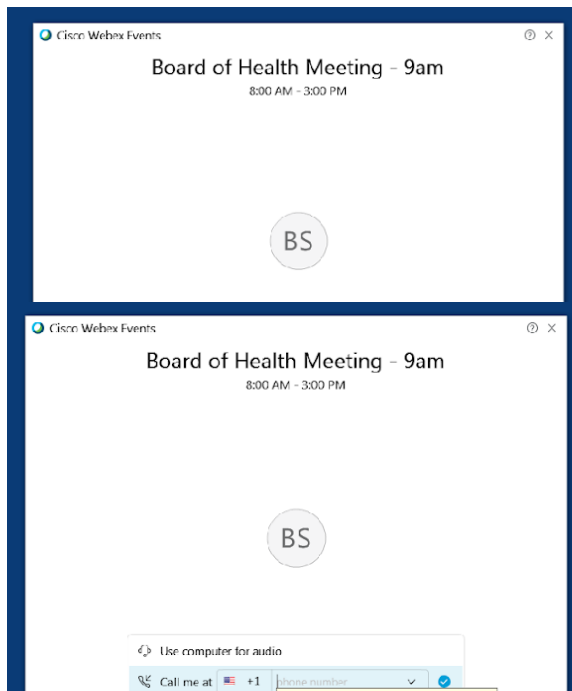 Cisco Webex Events
Board of Health Meeting - 9am
8:00 AM - 3:00 PM
BS
Cisco Webex Events
Board of Health Meeting - 9am
8:00 AM - 3:00 PM
BS
Use computer for audio
Call me at +1 phone number